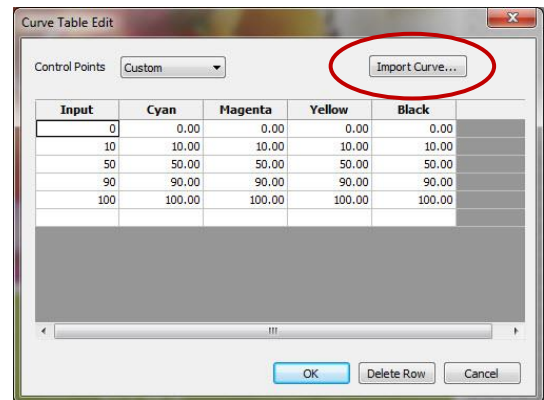 Curve Table Edit
Control Points Custom Import Curve...
Input Cyan Magenta Yellow Black
0 0.00 0.00 0.00 0.00
10 10.00 10.00 10.00 10.00
50 50.00 50.00 50.00 50.00
90 90.00 90.00 90.00 90.00
100 100.00 100.00 100.00 100.00
OK Delete Row Cancel